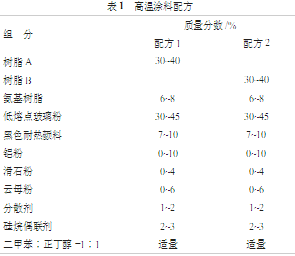 表1 高温涂料配方
组 分 质量分数/%
配方1 配方2
树脂A 30~40
树脂B 30~40
氨基树脂 6~8 6~8
低熔点玻璃粉 30~45 30~45
黑色耐热颜料 7~10 7~10
铝粉 0~10 0~10
滑石粉 0~4 0~4
云母粉 0~6 0~6
分散剂 1~2 1~2
硅烷偶联剂 2~3 2~3
二甲苯∶正丁醇=1∶1 适量 适量